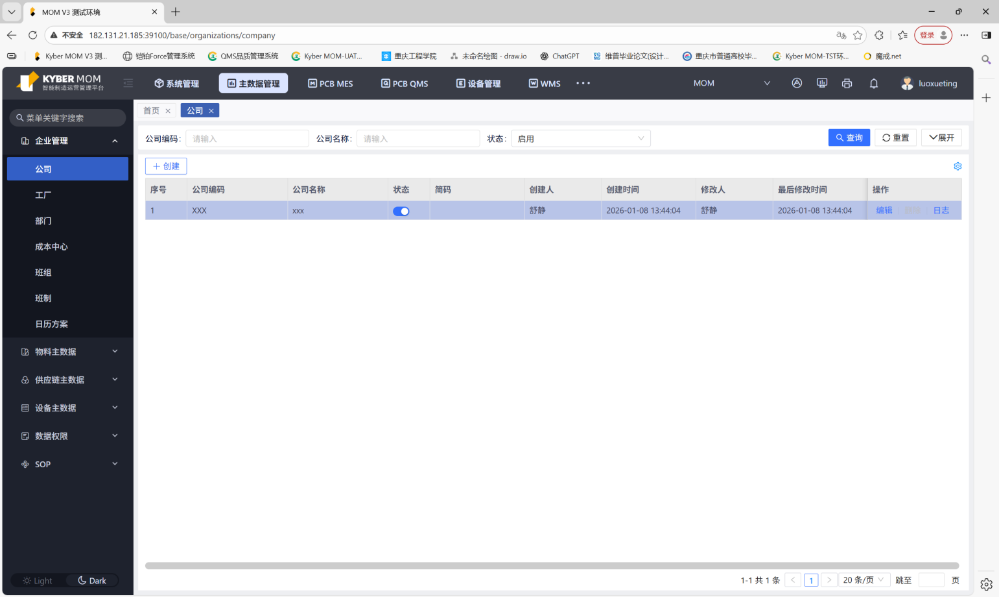 MOM V3 测试环境
不安全 182.131.21.185:39100/base/organizations/company
登录
Kyber MOM V3 测...
铠铂Force管理系统
QMS品质管理系统
Kyber MOM-UAT...
重庆工程学院
未命名绘图 - draw.io
ChatGPT
维普毕业论文(设计...
重庆市普通高校毕...
Kyber MOM-TST环...
魔戒.net
KYBER MOM
智能制造运营管理平台
系统管理
主数据管理
PCB MES
PCB QMS
设备管理
WMS
MOM
luoxueting
菜单关键字搜索
企业管理
公司
工厂
部门
成本中心
班组
班制
日历方案
物料主数据
供应链主数据
设备主数据
数据权限
SOP
Light
Dark
首页
公司
公司编码: 请输入
公司名称: 请输入
状态: 启用
查询
重置
展开
创建
序号 公司编码 公司名称 状态 简码 创建人 创建时间 修改人 最后修改时间 操作
1 XXX xxx 舒静 2026-01-08 13:44:04 舒静 2026-01-08 13:44:04 编辑 日志
1-1 共 1 条
1
20 条/页
跳至
页